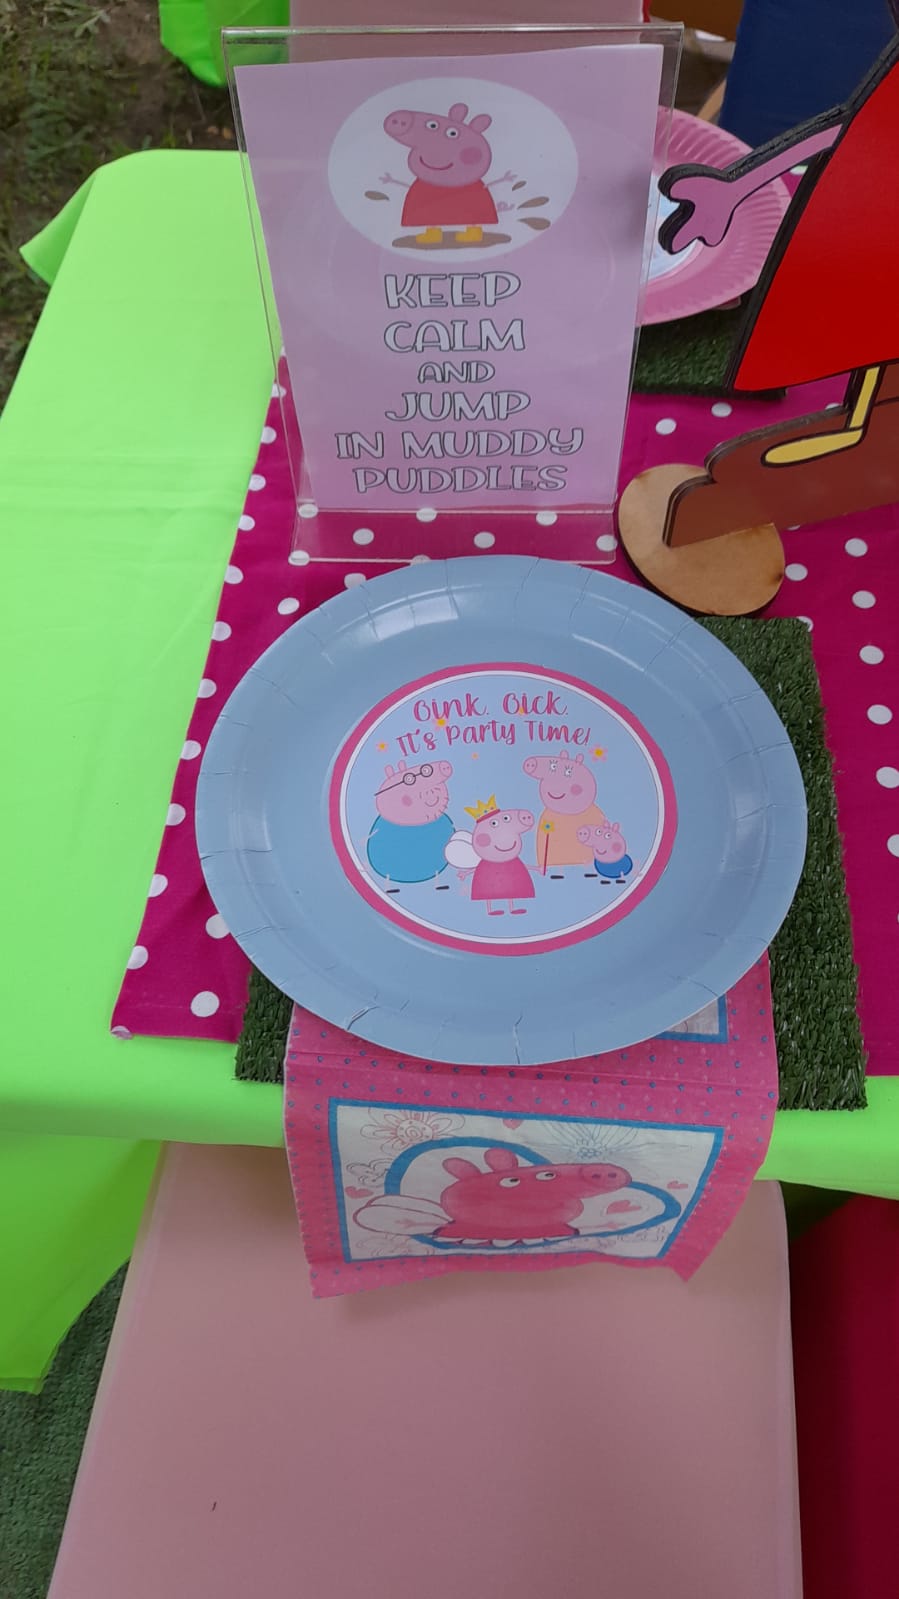 KEEP
CALM
AND
JUMP
IN MUDDY
PUDDLES
Oink. Oick.
It's Party Time!